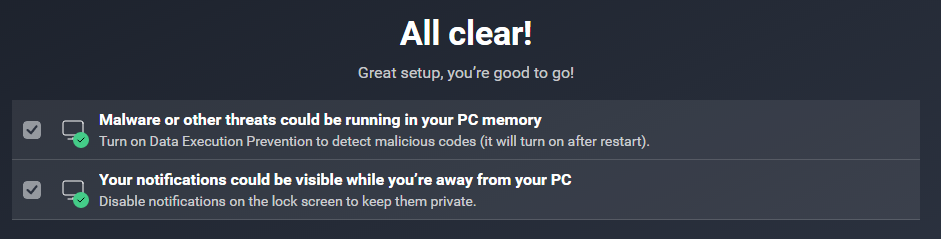 All clear!
Great setup, you’re good to go!
Malware or other threats could be running in your PC memory
Turn on Data Execution Prevention to detect malicious codes (it will turn on after restart).
Your notifications could be visible while you’re away from your PC
Disable notifications on the lock screen to keep them private.